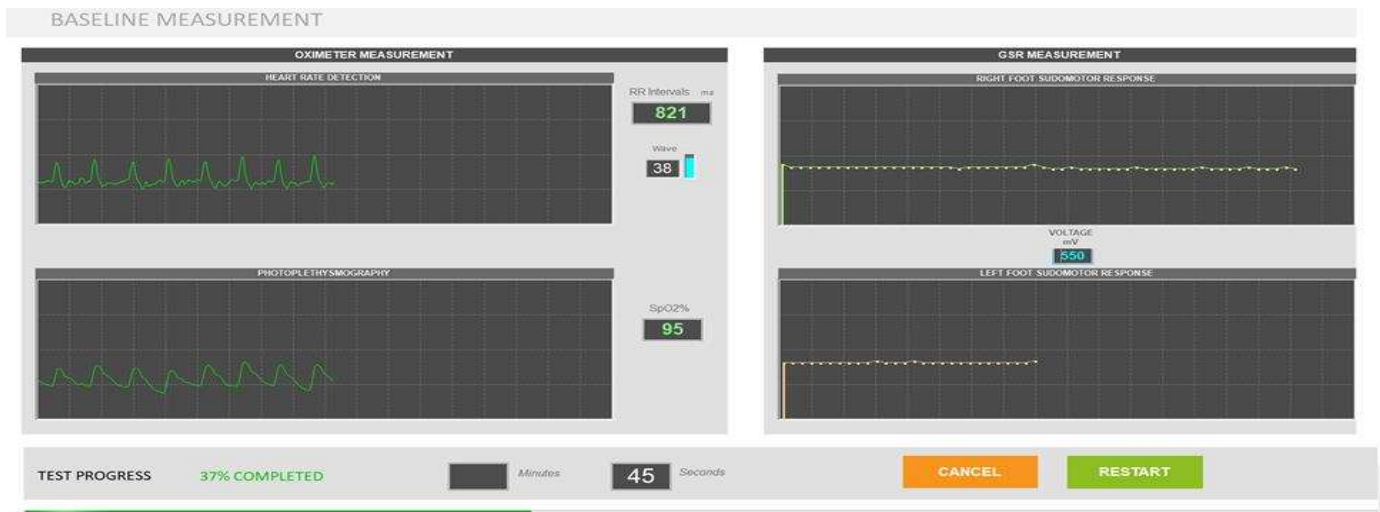 BASELINE MEASUREMENT
OXIMETER MEASUREMENT
HEART RATE DETECTION
RR Intervals ms
821
Wave
38
PHOTOPLETHYSMOGRAPHY
SpO2%
95
GSR MEASUREMENT
RIGHT FOOT SUDOMOTOR RESPONSE
VOLTAGE
mV
550
LEFT FOOT SUDOMOTOR RESPONSE
TEST PROGRESS 37% COMPLETED Minutes 45 Seconds CANCEL RESTART